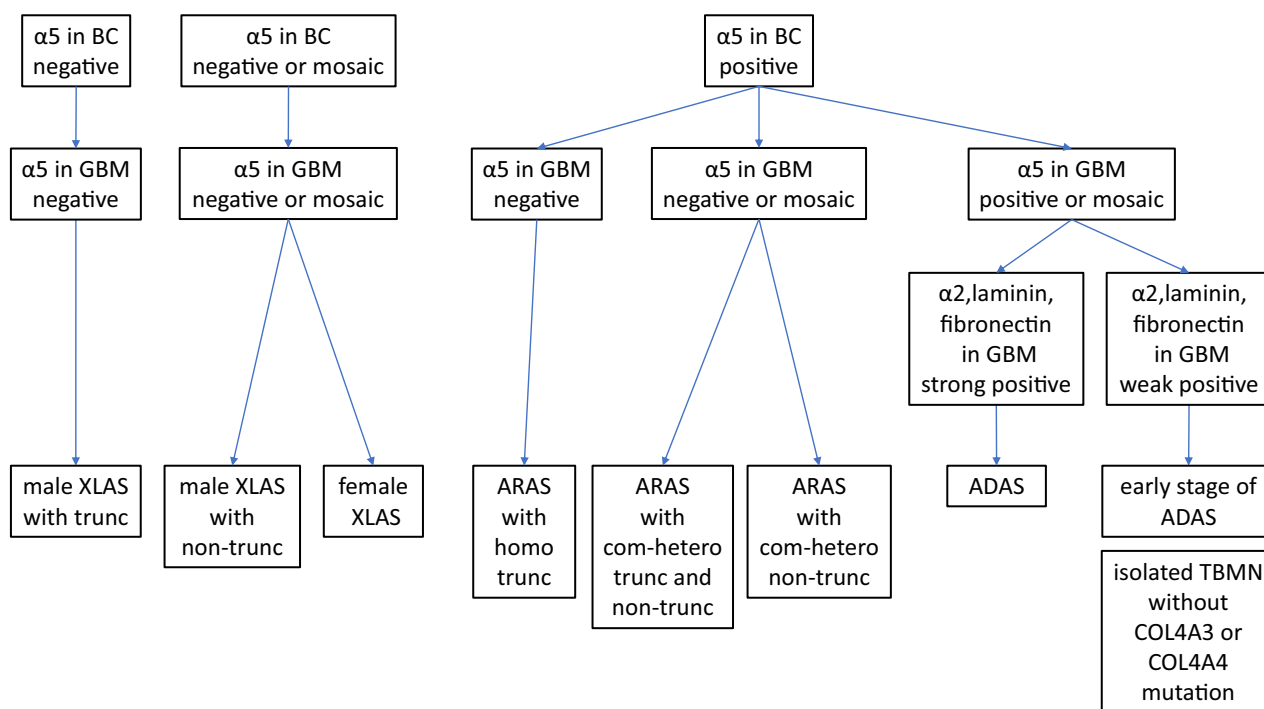 α5 in BC
negative
α5 in BC
negative or mosaic
α5 in BC
positive
α5 in GBM
negative
α5 in GBM
negative or mosaic
α5 in GBM
negative
α5 in GBM
negative or mosaic
α5 in GBM
positive or mosaic
α2,laminin,
fibronectin
in GBM
strong positive
α2,laminin,
fibronectin
in GBM
weak positive
male XLAS
with trunc
male XLAS
with
non-trunc
female
XLAS
ARAS
with
homo
trunc
ARAS
with
com-hetero
trunc and
non-trunc
ARAS
with
com-hetero
non-trunc
ADAS
early stage of
ADAS
isolated TBMN
without
COL4A3 or
COL4A4
mutation